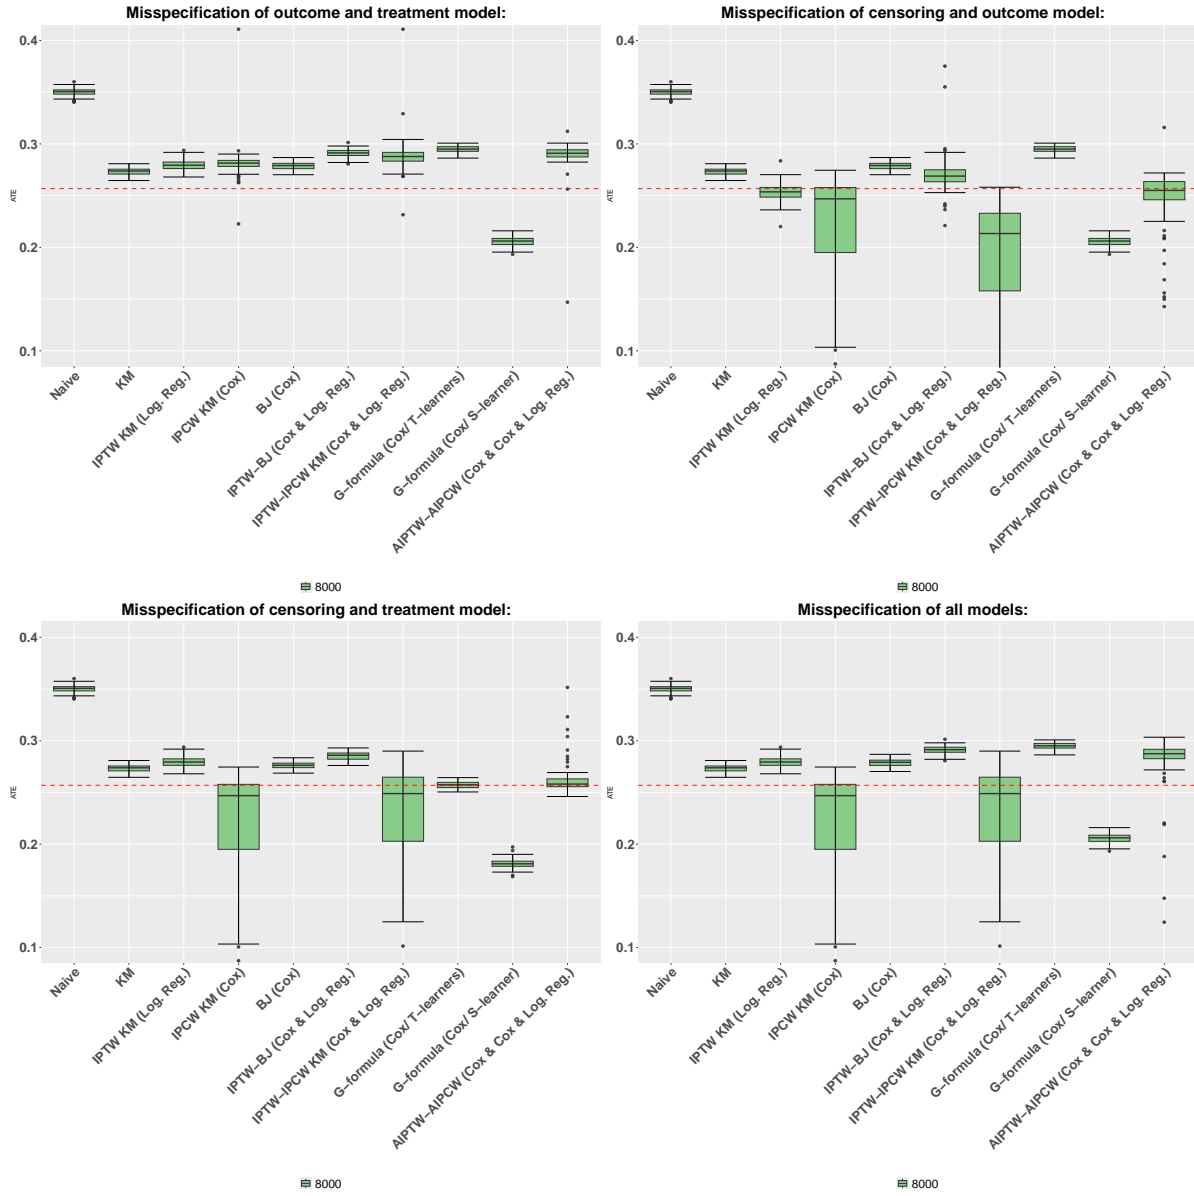 Misspecification of outcome and treatment model:
0.4
0.3
0.2
0.1
ATE
Naive
KM
IPTW KM (Log. Reg.)
IPCW KM (Cox)
BJ (Cox)
IPTW−BJ (Cox & Log. Reg.)
IPTW−IPCW KM (Cox & Log. Reg.)
G−formula (Cox/ T−learners)
G−formula (Cox/ S−learner)
AIPTW−AIPCW (Cox & Cox & Log. Reg.)
8000
Misspecification of censoring and outcome model:
0.4
0.3
0.2
0.1
ATE
Naive
KM
IPTW KM (Log. Reg.)
IPCW KM (Cox)
BJ (Cox)
IPTW−BJ (Cox & Log. Reg.)
IPTW−IPCW KM (Cox & Log. Reg.)
G−formula (Cox/ T−learners)
G−formula (Cox/ S−learner)
AIPTW−AIPCW (Cox & Cox & Log. Reg.)
8000
Misspecification of censoring and treatment model:
0.4
0.3
0.2
0.1
ATE
Naive
KM
IPTW KM (Log. Reg.)
IPCW KM (Cox)
BJ (Cox)
IPTW−BJ (Cox & Log. Reg.)
IPTW−IPCW KM (Cox & Log. Reg.)
G−formula (Cox/ T−learners)
G−formula (Cox/ S−learner)
AIPTW−AIPCW (Cox & Cox & Log. Reg.)
8000
Misspecification of all models:
0.4
0.3
0.2
0.1
ATE
Naive
KM
IPTW KM (Log. Reg.)
IPCW KM (Cox)
BJ (Cox)
IPTW−BJ (Cox & Log. Reg.)
IPTW−IPCW KM (Cox & Log. Reg.)
G−formula (Cox/ T−learners)
G−formula (Cox/ S−learner)
AIPTW−AIPCW (Cox & Cox & Log. Reg.)
8000